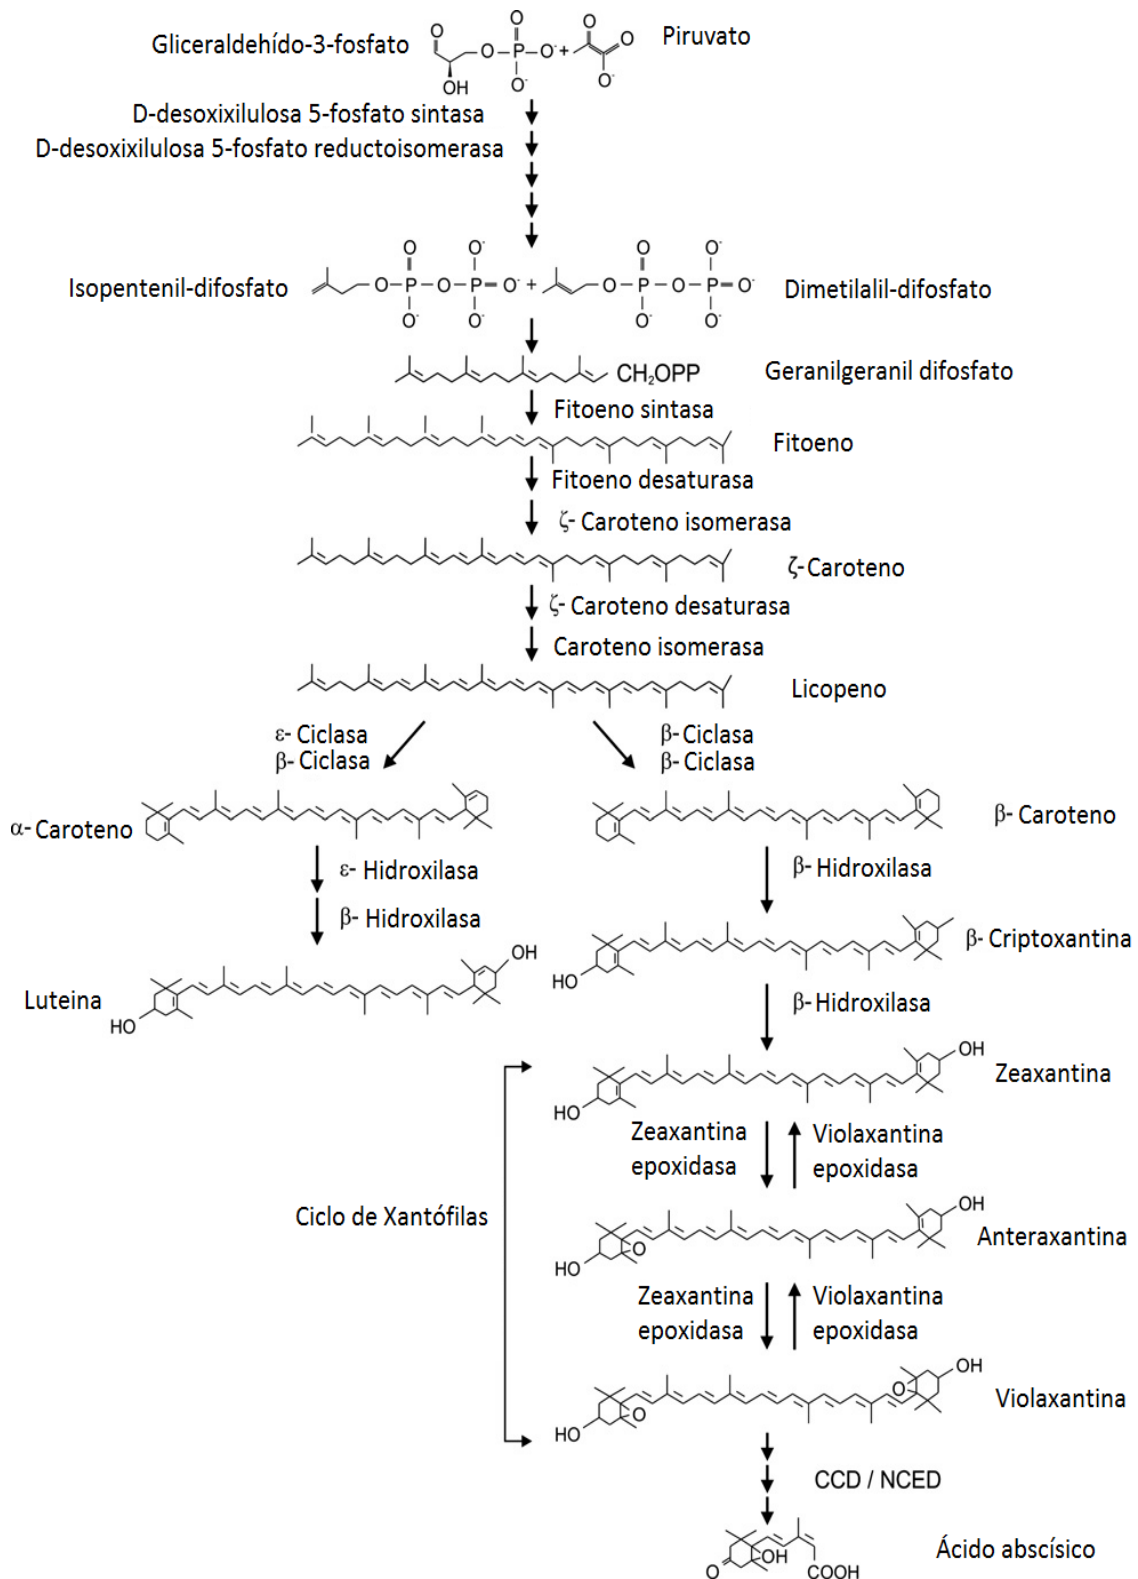 Gliceraldehído-3-fosfato
Piruvato
D-desoxixilulosa 5-fosfato sintasa
D-desoxixilulosa 5-fosfato reductoisomerasa
Isopentenil-difosfato
Dimetilalil-difosfato
CH2OPP
Geranilgeranil difosfato
Fitoeno sintasa
Fitoeno
Fitoeno desaturasa
ζ- Caroteno isomerasa
ζ- Caroteno
ζ- Caroteno desaturasa
Caroteno isomerasa
Licopeno
ε- Ciclasa
β- Ciclasa
β- Ciclasa
β- Ciclasa
α- Caroteno
β- Caroteno
ε- Hidroxilasa
β- Hidroxilasa
β- Hidroxilasa
β- Criptoxantina
HO
Luteina
OH
HO
β- Hidroxilasa
OH
Zeaxantina
HO
Zeaxantina
epoxidasa
Violaxantina
epoxidasa
Ciclo de Xantófilas
OH
Anteraxantina
O
HO
Zeaxantina
epoxidasa
Violaxantina
epoxidasa
OH
O
Violaxantina
O
HO
CCD / NCED
Ácido abscísico
O
OH
COOH